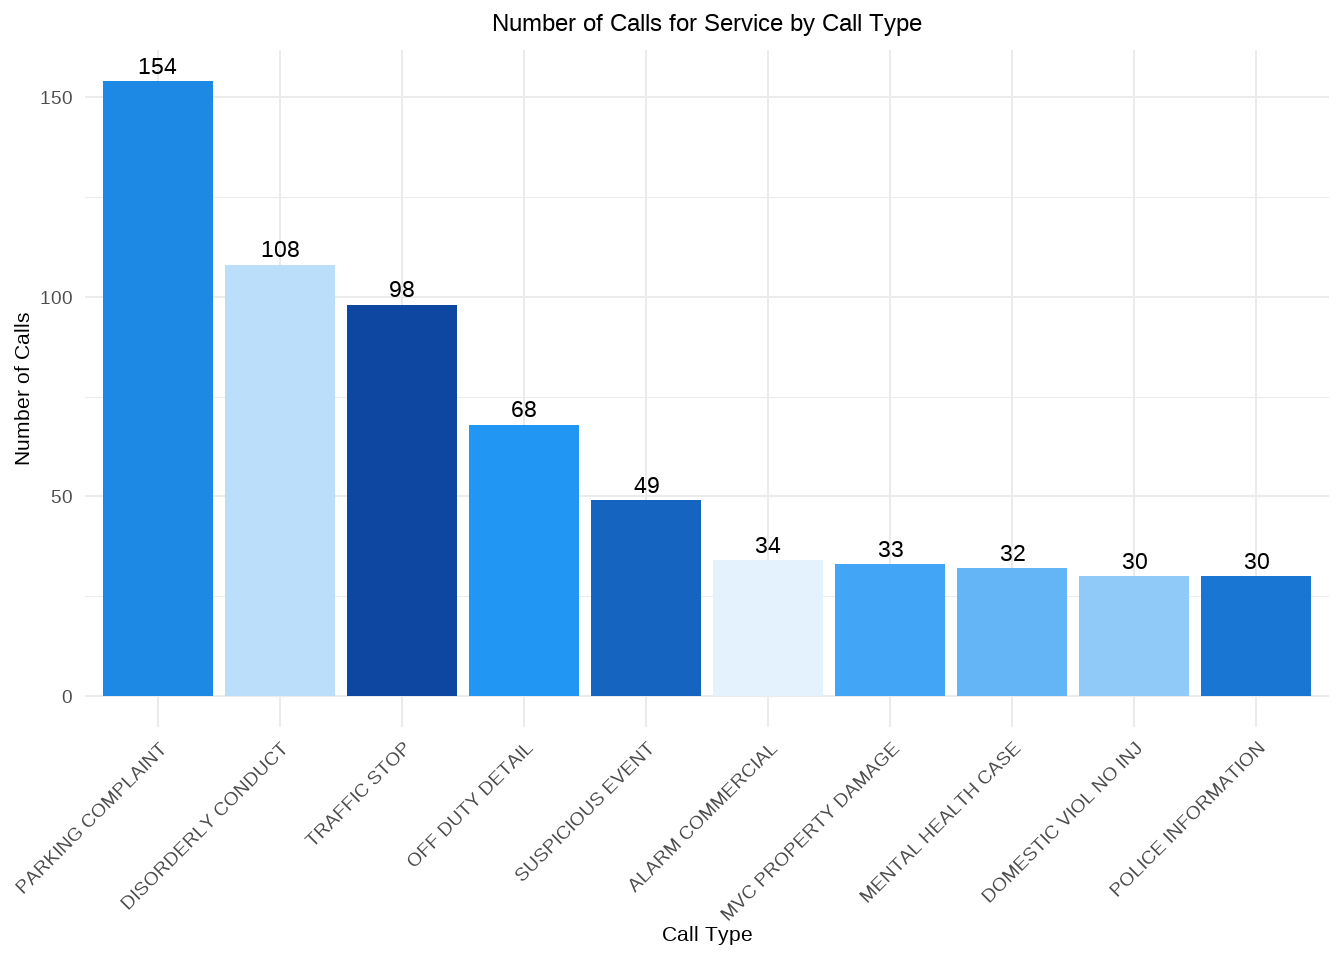 Number of Calls for Service by Call Type
Number of Calls
150
100
50
0
154
108
98
68
49
34
33
32
30
30
PARKING COMPLAINT
DISORDERLY CONDUCT
TRAFFIC STOP
OFF DUTY DETAIL
SUSPICIOUS EVENT
ALARM COMMERCIAL
MVC PROPERTY DAMAGE
MENTAL HEALTH CASE
DOMESTIC VIOL NO INJ
POLICE INFORMATION
Call Type